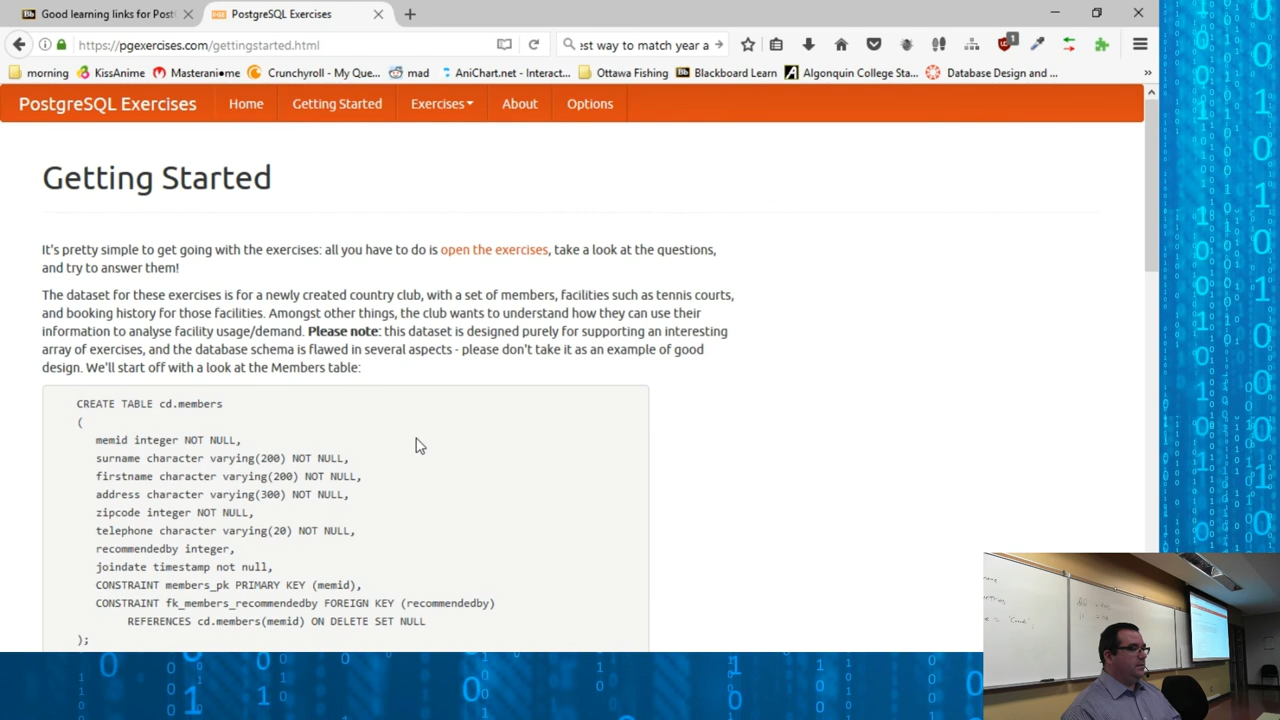 Good learning links for Post
PostgreSQL Exercises
https://pgexercises.com/gettingstarted.html
est way to match year a
1
morning
KissAnime
Masterani●me
Crunchyroll - My Que...
mad
AniChart.net - Interact...
Ottawa Fishing
Blackboard Learn
Algonquin College Sta...
Database Design and ...
PostgreSQL Exercises
Home
Getting Started
Exercises
About
Options
Getting Started
It's pretty simple to get going with the exercises: all you have to do is open the exercises, take a look at the questions,
and try to answer them!
The dataset for these exercises is for a newly created country club, with a set of members, facilities such as tennis courts,
and booking history for those facilities. Amongst other things, the club wants to understand how they can use their
information to analyse facility usage/demand. Please note: this dataset is designed purely for supporting an interesting
array of exercises, and the database schema is flawed in several aspects - please don't take it as an example of good
design. We'll start off with a look at the Members table:
CREATE TABLE cd.members
(
memid integer NOT NULL,
surname character varying(200) NOT NULL,
firstname character varying(200) NOT NULL,
address character varying(300) NOT NULL,
zipcode integer NOT NULL,
telephone character varying(20) NOT NULL,
recommendedby integer,
joindate timestamp not null,
CONSTRAINT members_pk PRIMARY KEY (memid),
CONSTRAINT fk_members_recommendedby FOREIGN KEY (recommendedby)
REFERENCES cd.members(memid) ON DELETE SET NULL
);